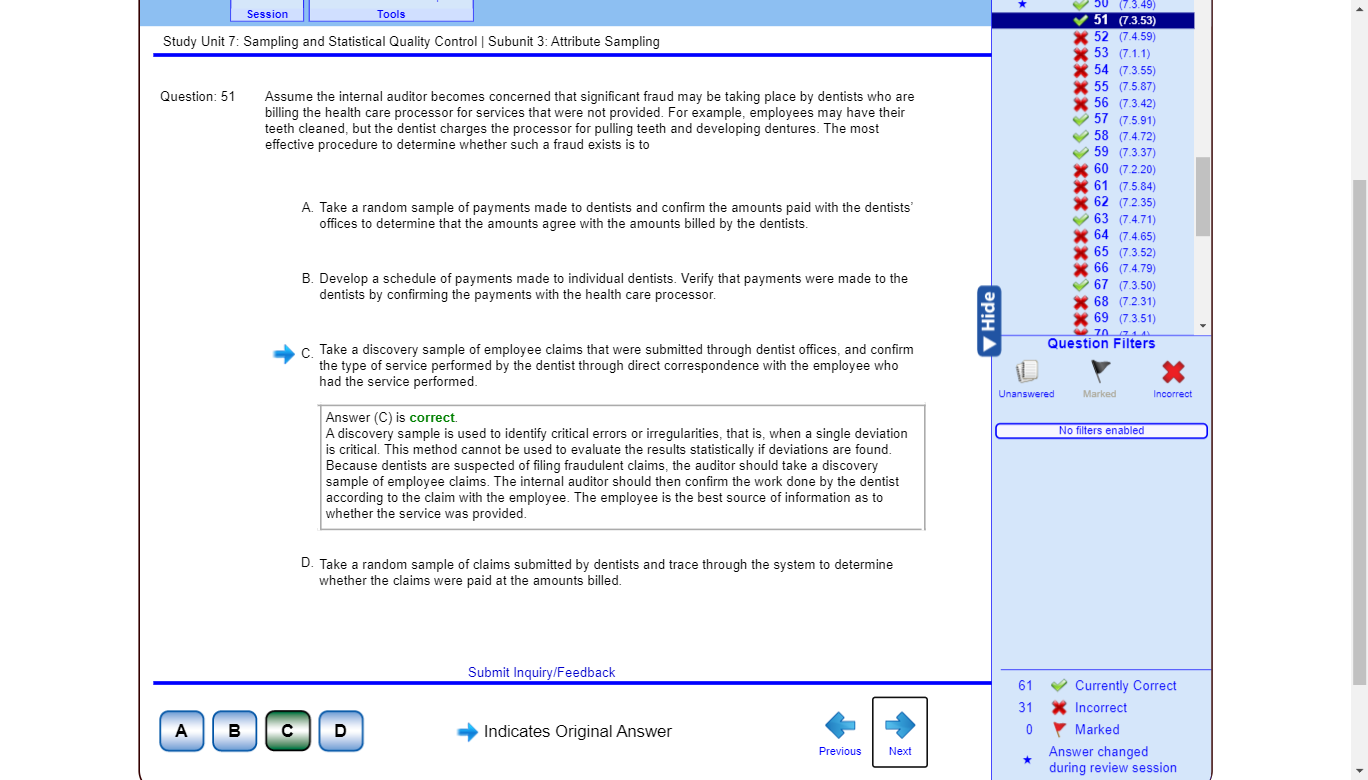 Session
Tools
Study Unit 7: Sampling and Statistical Quality Control | Subunit 3: Attribute Sampling
Question: 51
Assume the internal auditor becomes concerned that significant fraud may be taking place by dentists who are
billing the health care processor for services that were not provided. For example, employees may have their
teeth cleaned, but the dentist charges the processor for pulling teeth and developing dentures. The most
effective procedure to determine whether such a fraud exists is to
A. Take a random sample of payments made to dentists and confirm the amounts paid with the dentists'
offices to determine that the amounts agree with the amounts billed by the dentists.
B. Develop a schedule of payments made to individual dentists. Verify that payments were made to the
dentists by confirming the payments with the health care processor.
C. Take a discovery sample of employee claims that were submitted through dentist offices, and confirm
the type of service performed by the dentist through direct correspondence with the employee who
had the service performed.
Answer (C) is correct.
A discovery sample is used to identify critical errors or irregularities, that is, when a single deviation
is critical. This method cannot be used to evaluate the results statistically if deviations are found.
Because dentists are suspected of filing fraudulent claims, the auditor should take a discovery
sample of employee claims. The internal auditor should then confirm the work done by the dentist
according to the claim with the employee. The employee is the best source of information as to
whether the service was provided.
D. Take a random sample of claims submitted by dentists and trace through the system to determine
whether the claims were paid at the amounts billed.
Submit Inquiry/Feedback
A B C D
Indicates Original Answer
Previous
Next
50 (7.3.49)
51 (7.3.53)
52 (7.4.59)
53 (7.1.1)
54 (7.3.55)
55 (7.5.87)
56 (7.3.42)
57 (7.5.91)
58 (7.4.72)
59 (7.3.37)
60 (7.2.20)
61 (7.5.84)
62 (7.2.35)
63 (7.4.71)
64 (7.4.65)
65 (7.3.52)
66 (7.4.79)
67 (7.3.50)
68 (7.2.31)
69 (7.3.51)
70 (7.1.4)
Hide
Question Filters
Unanswered
Marked
Incorrect
No filters enabled
61 Currently Correct
31 Incorrect
0 Marked
Answer changed
during review session